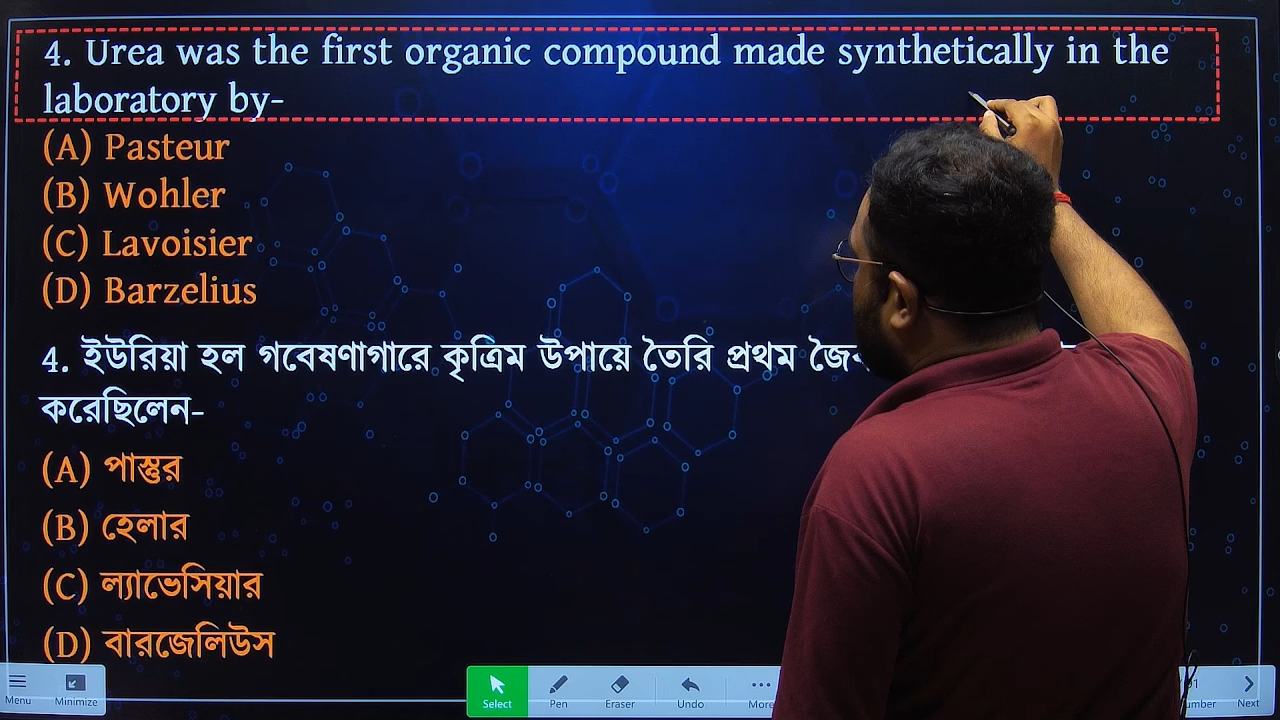 4. Urea was the first organic compound made synthetically in the
laboratory by-
(A) Pasteur
(B) Wohler
(C) Lavoisier
(D) Barzelius
4. ইউরিয়া হল গবেষণাগারে কৃত্রিম উপায়ে তৈরি প্রথম
করেছিলেন-
(A) পাস্তুর
(B) হেলার
(C) ল্যাভেসিয়ার
(D) বারজেলিউস
Menu Minimize Select Pen Eraser Undo More Next